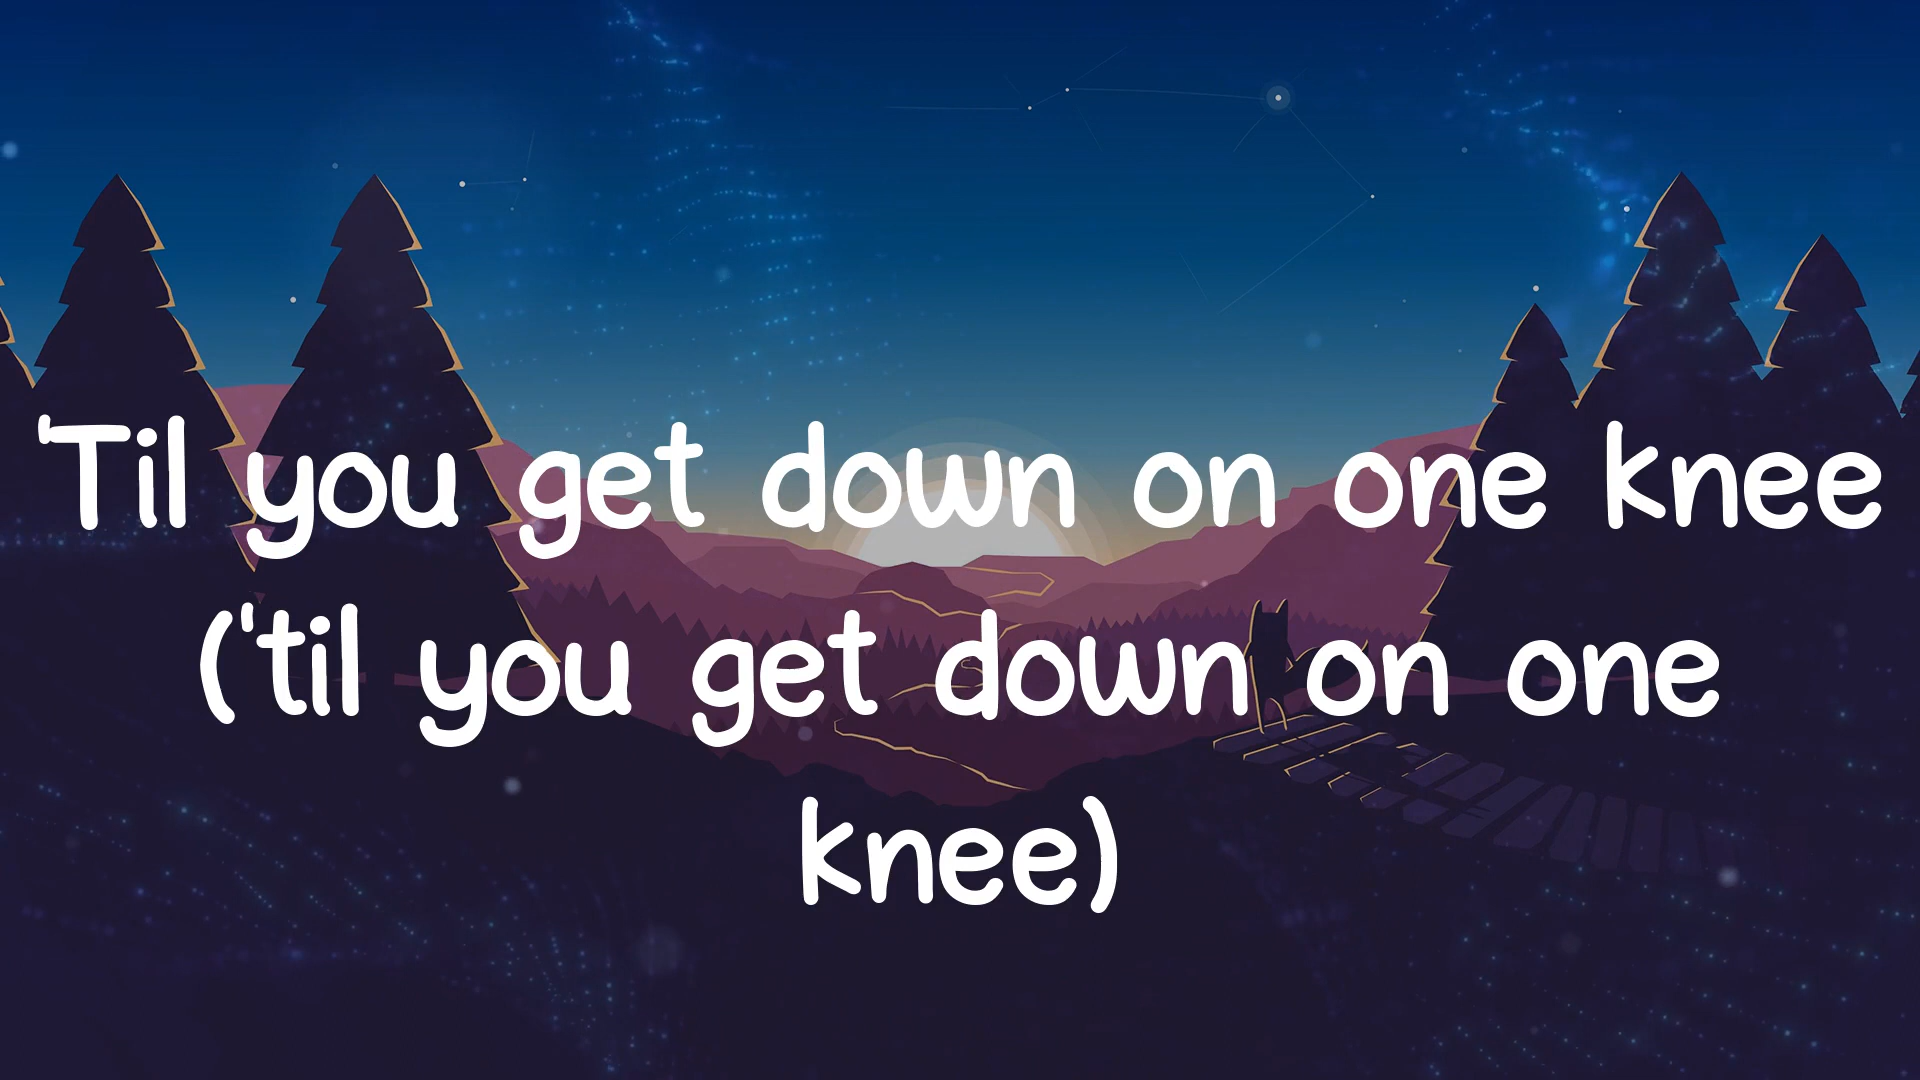 'Til you get down on one knee
('til you get down on one
knee)